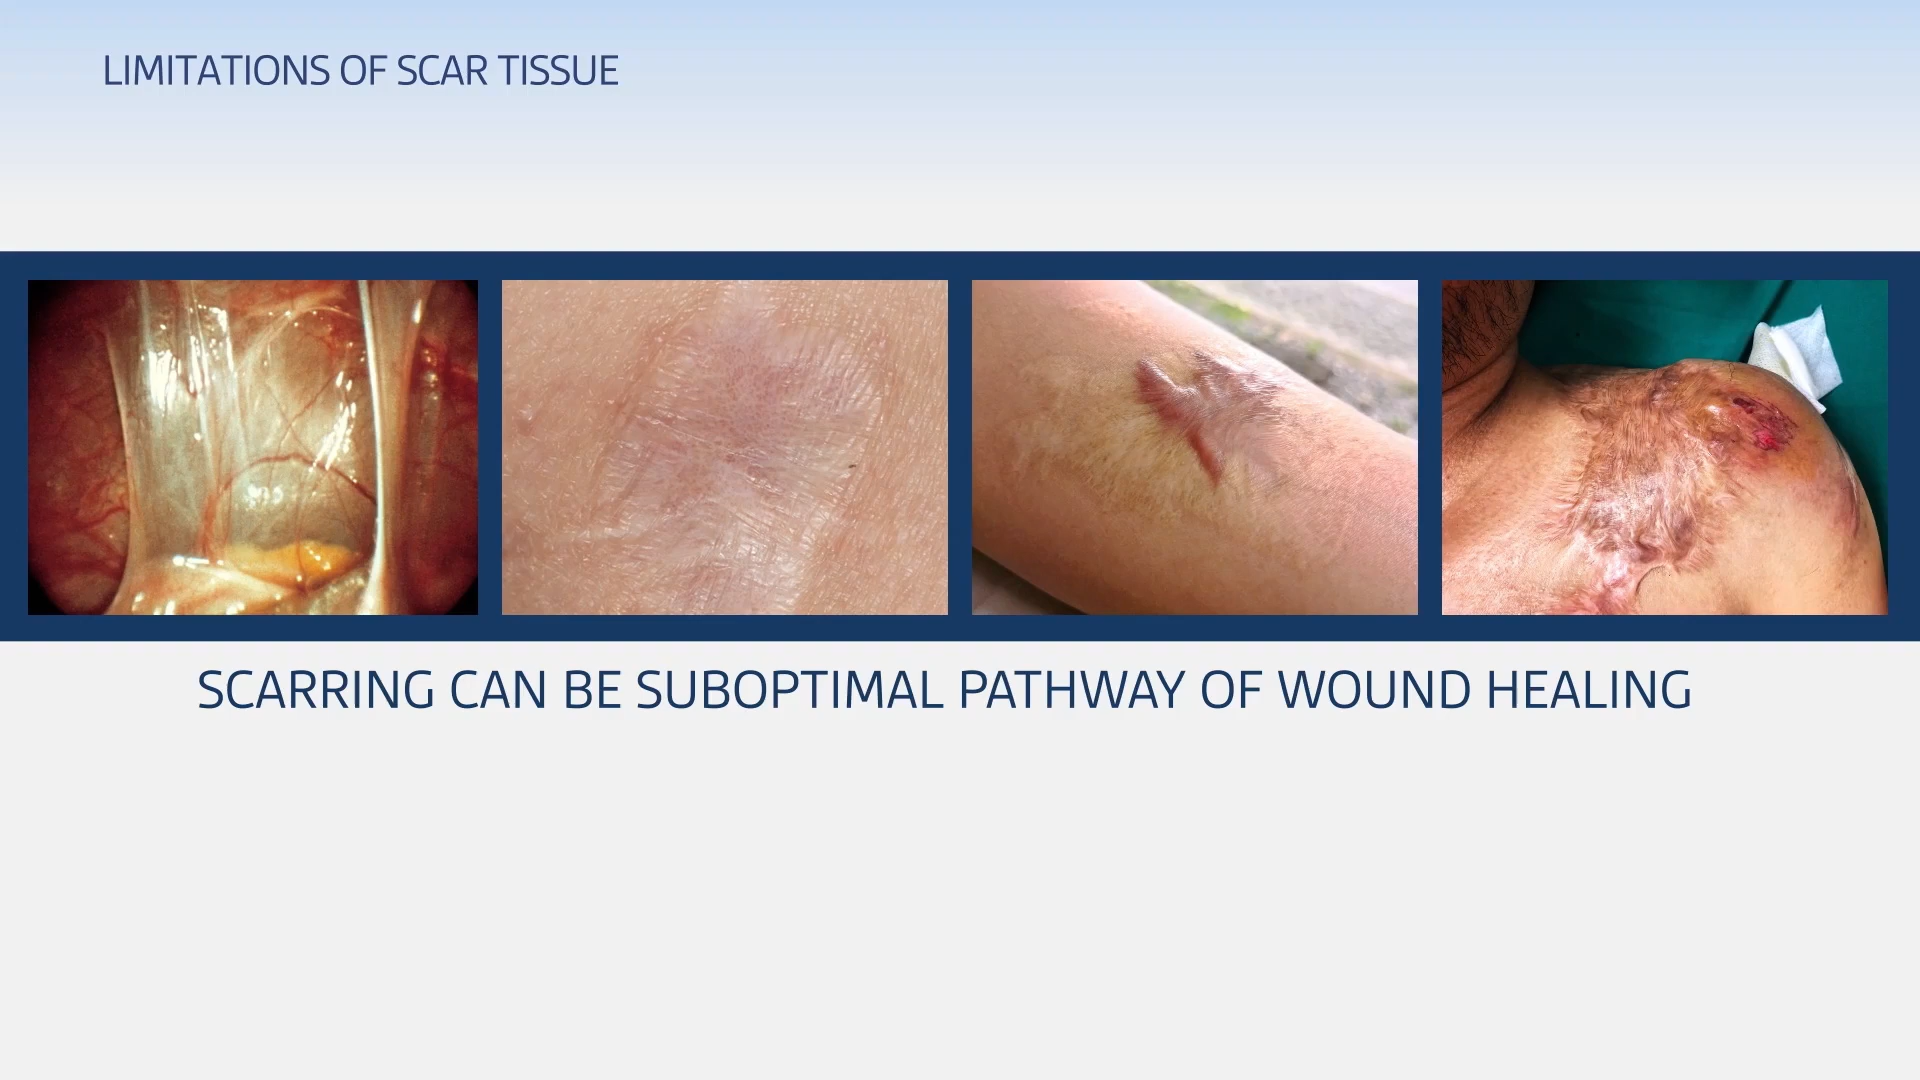 LIMITATIONS OF SCAR TISSUE
SCARRING CAN BE SUBOPTIMAL PATHWAY OF WOUND HEALING